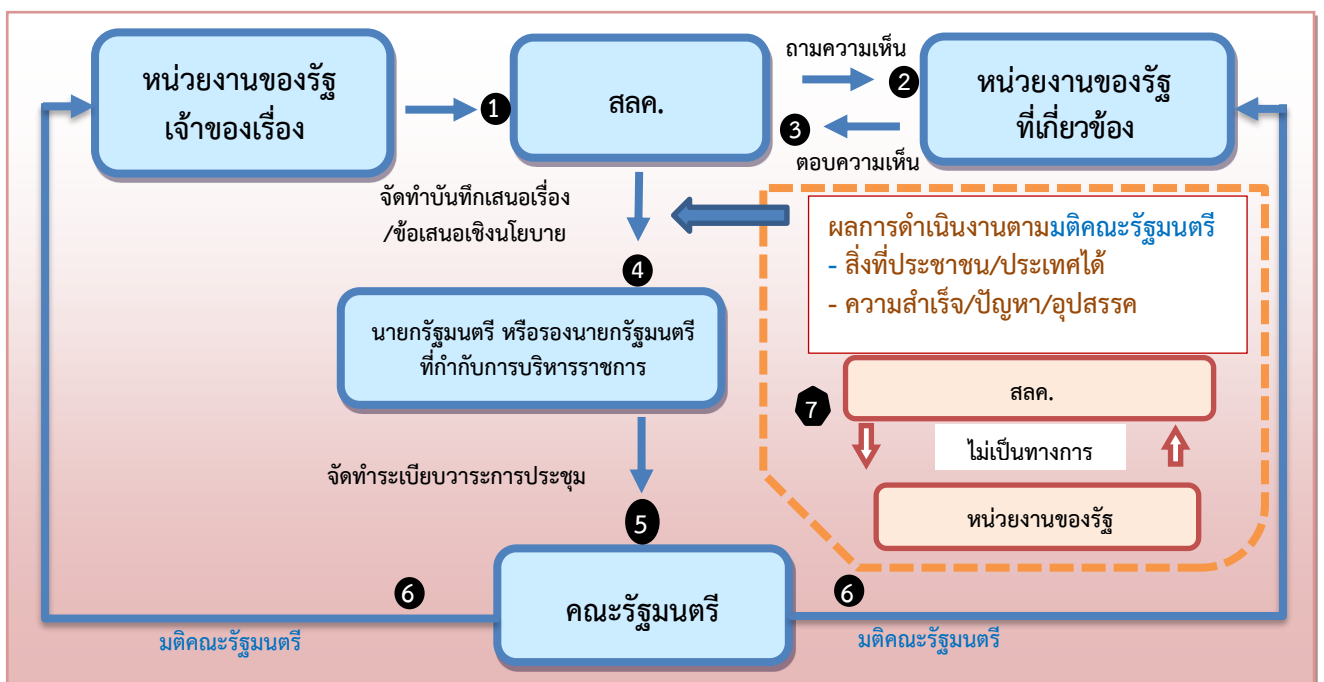 หน่วยงานของรัฐ
เจ้าของเรื่อง
1
สลค.
ถามความเห็น
2
3
ตอบความเห็น
หน่วยงานของรัฐ
ที่เกี่ยวข้อง
จัดทำบันทึกเสนอเรื่อง
/ข้อเสนอเชิงนโยบาย
4
นายกรัฐมนตรี หรือรองนายกรัฐมนตรี
ที่กำกับการบริหารราชการ
จัดทำระเบียบวาระการประชุม
5
คณะรัฐมนตรี
6
มติคณะรัฐมนตรี
6
มติคณะรัฐมนตรี
ผลการดำเนินงานตามมติคณะรัฐมนตรี
- สิ่งที่ประชาชน/ประเทศได้
- ความสำเร็จ/ปัญหา/อุปสรรค
7
สลค.
ไม่เป็นทางการ
หน่วยงานของรัฐ